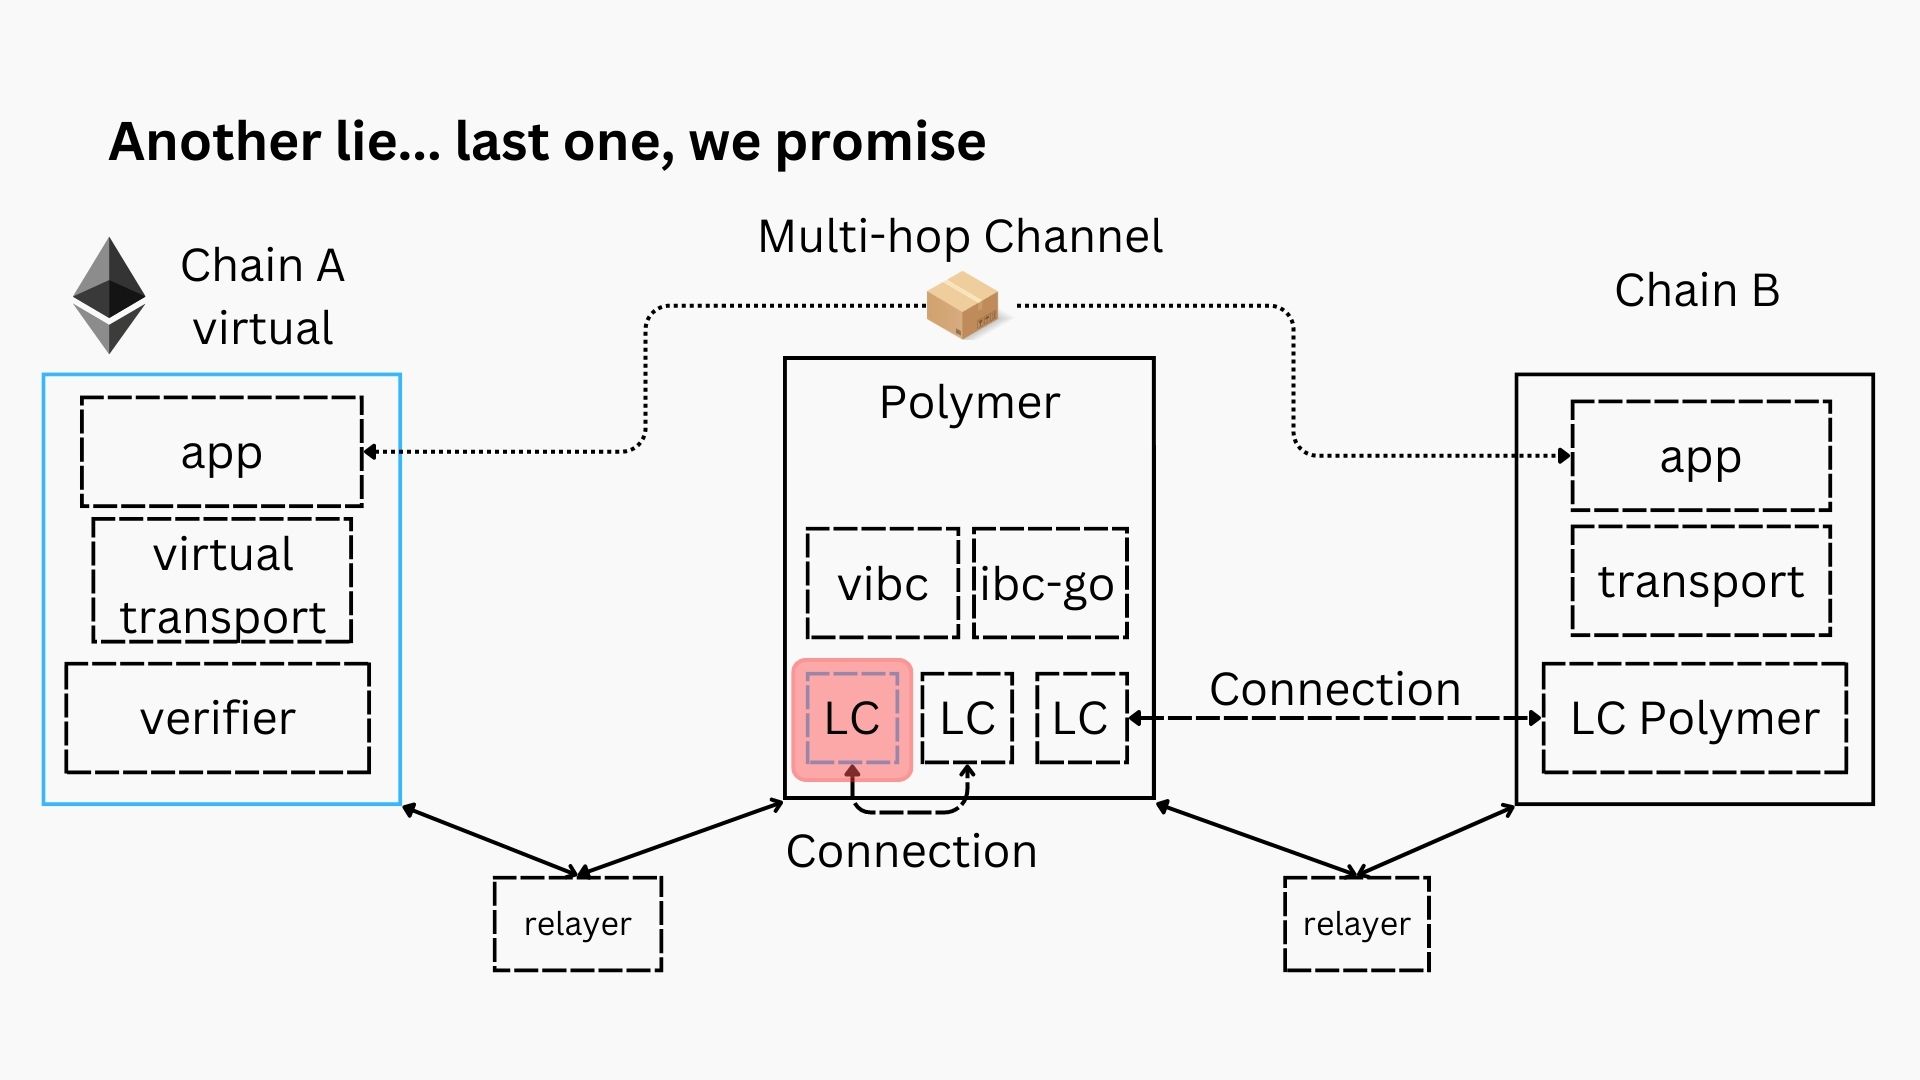 Another lie... last one, we promise
Multi-hop Channel
Chain A
virtual
Chain B
app
virtual
transport
verifier
Polymer
vibc
ibc-go
LC
LC
LC
Connection
Connection
app
transport
LC Polymer
relayer
relayer